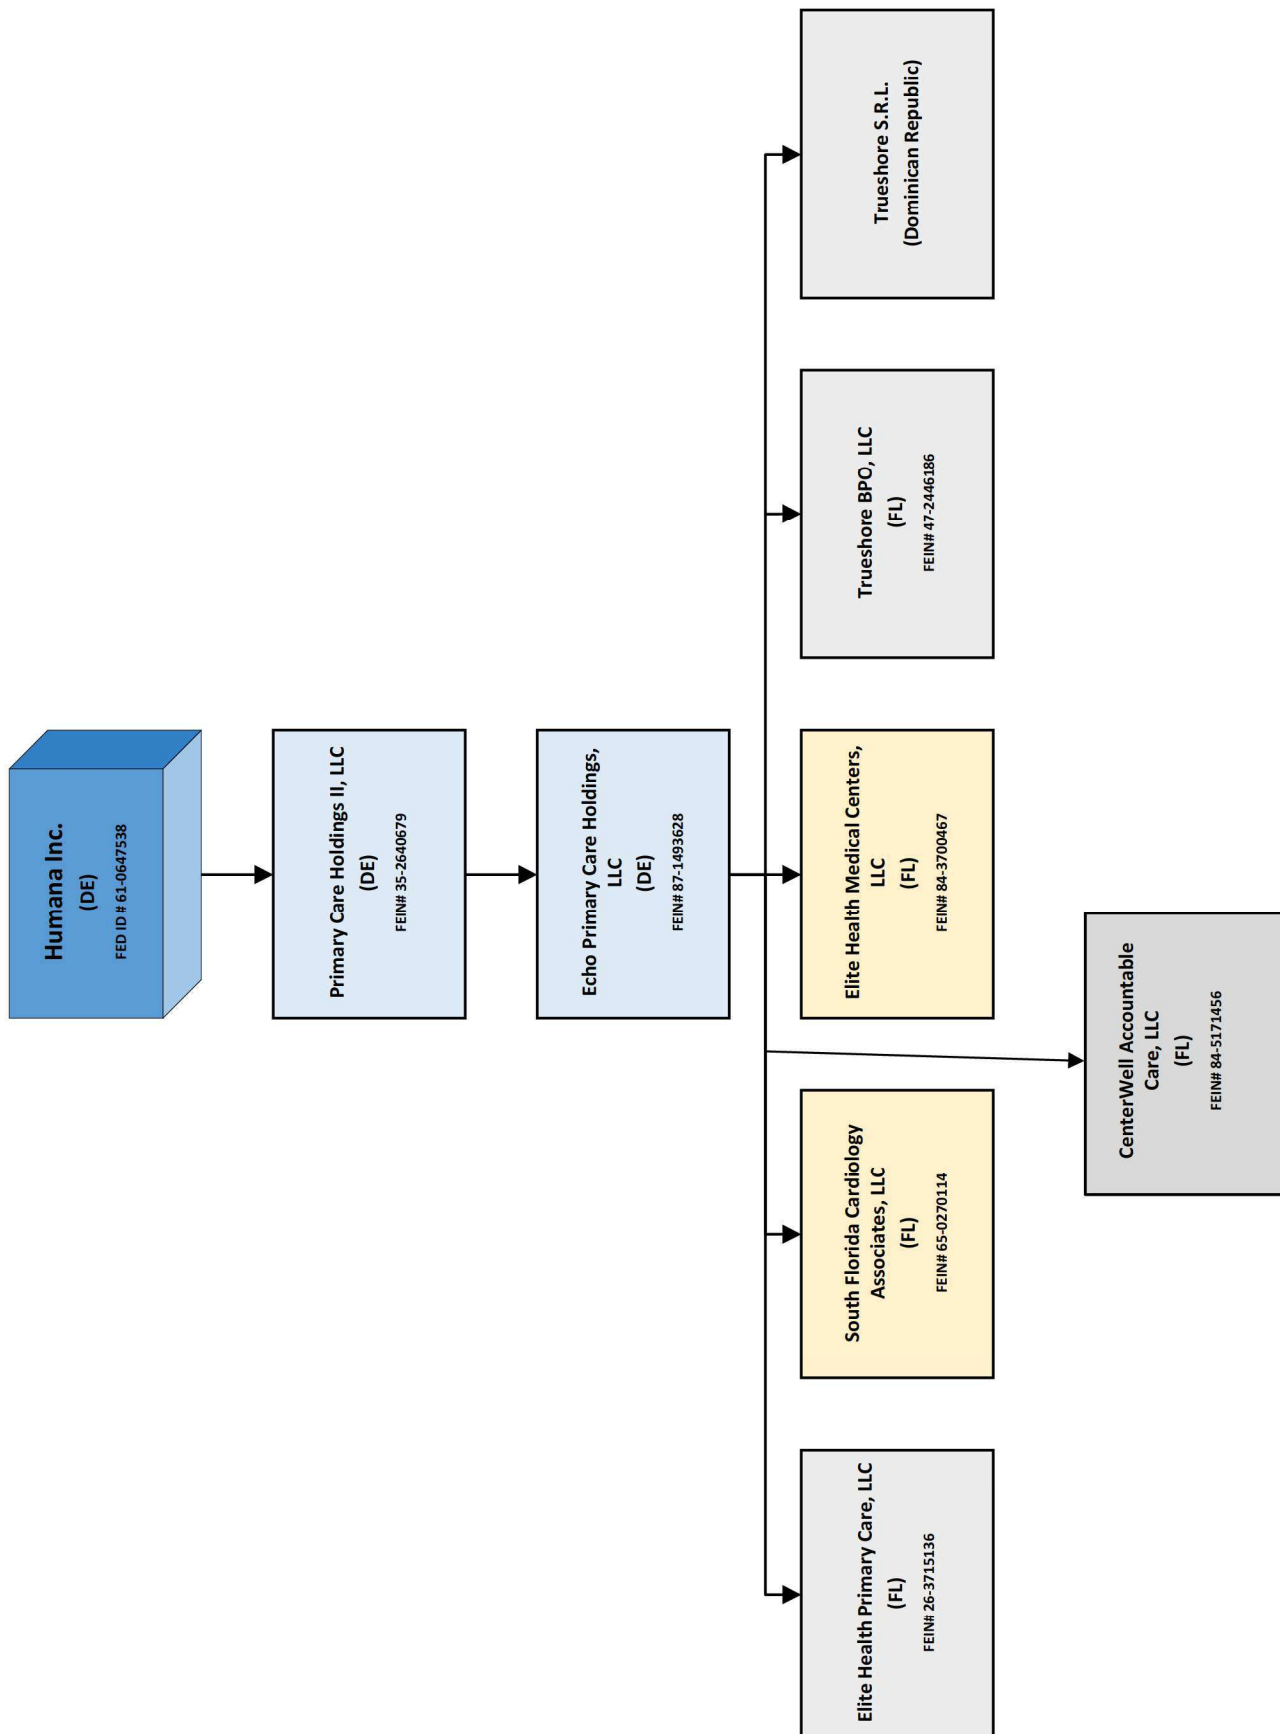 Humana Inc.
(DE)
FED ID # 61-0647538
Primary Care Holdings II, LLC
(DE)
FEIN# 35-2640679
Echo Primary Care Holdings,
LLC
(DE)
FEIN# 87-1493628
Elite Health Primary Care, LLC
(FL)
FEIN# 26-3715136
South Florida Cardiology
Associates, LLC
(FL)
FEIN# 65-0270114
Elite Health Medical Centers,
LLC
(FL)
FEIN# 84-3700467
Trueshore BPO, LLC
(FL)
FEIN# 47-2446186
Trueshore S.R.L.
(Dominican Republic)
CenterWell Accountable
Care, LLC
(FL)
FEIN# 84-5171456